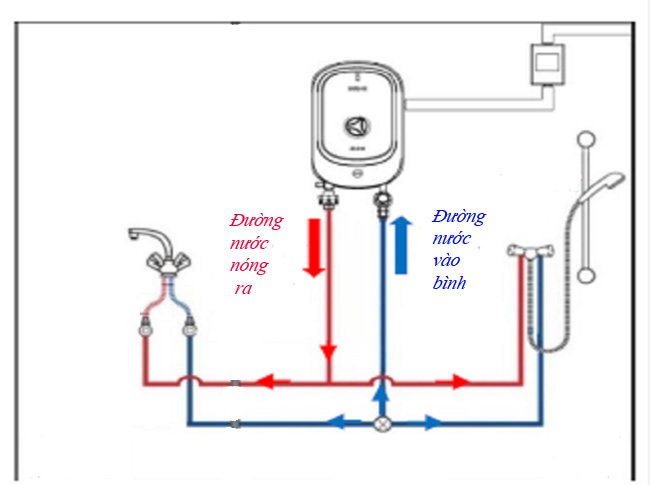 Đường
nước
nóng
ra
Đường
nước
vào
bình